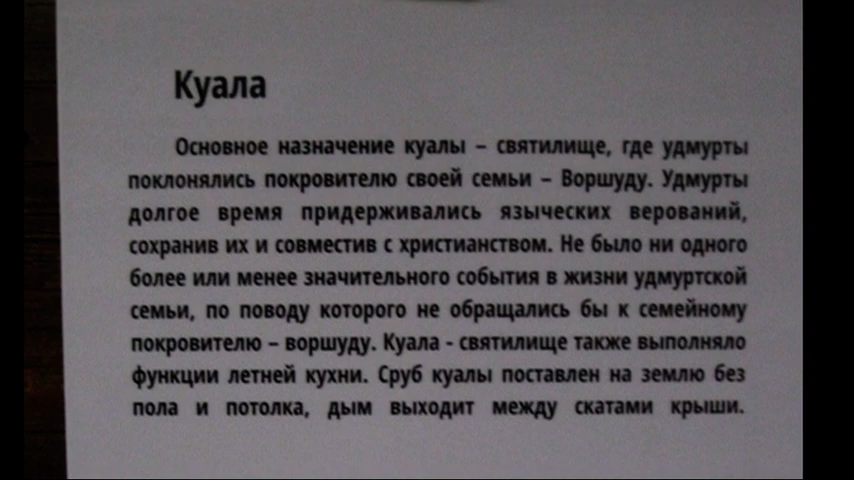 Куала
Основное назначение куалы – святилище, где удмурты
поклонялись покровителю своей семьи – Воршуду. Удмурты
долгое время придерживались языческих верований,
сохранив их и совместив с христианством. Не было ни одного
более или менее значительного события в жизни удмуртской
семьи, по поводу которого не обращались бы к семейному
покровителю – воршуду. Куала - святилище также выполняло
функции летней кухни. Сруб куалы поставлен на землю без
пола и потолка, дым выходит между скатами крыши.